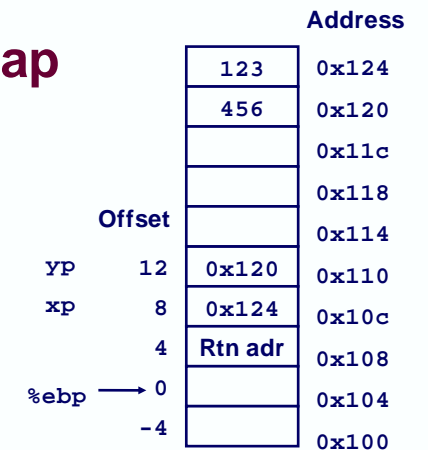 Address
ap
123 0x124
456 0x120
0x11c
0x118
Offset
0x114
yp 12 0x120 0x110
xp 8 0x124 0x10c
4 Rtn adr 0x108
%ebp 0 0x104
-4 0x100